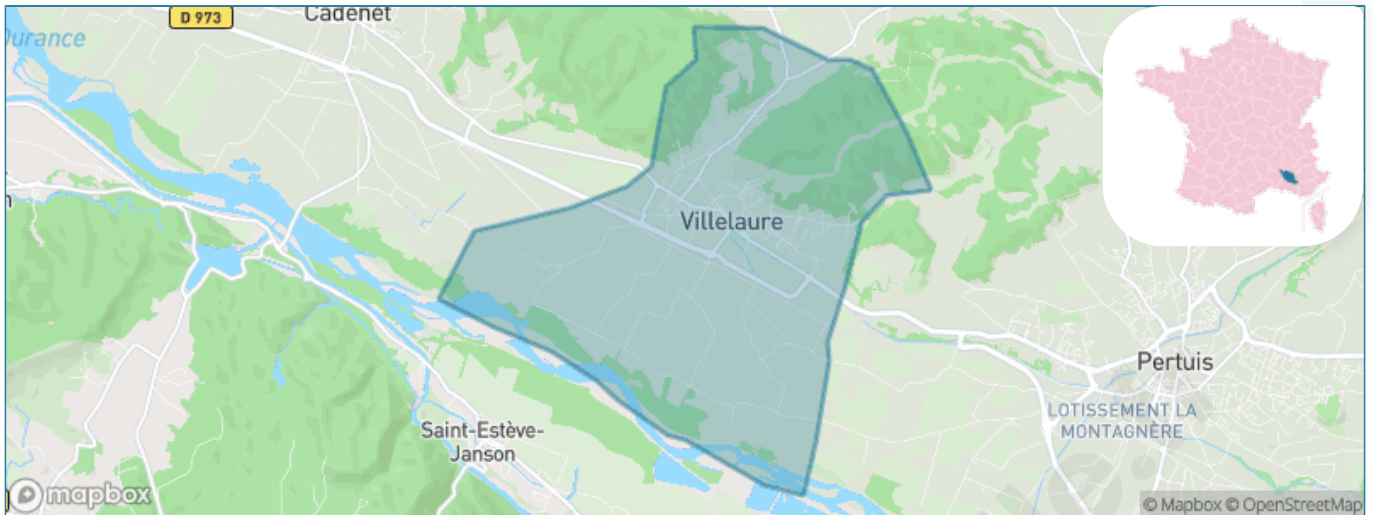 D 973
Cadenet
Durance
Villelaure
Pertuis
LOTISSEMENT LA
MONTAGNÈRE
Saint-Estève-
Janson
mapbox
© Mapbox © OpenStreetMap